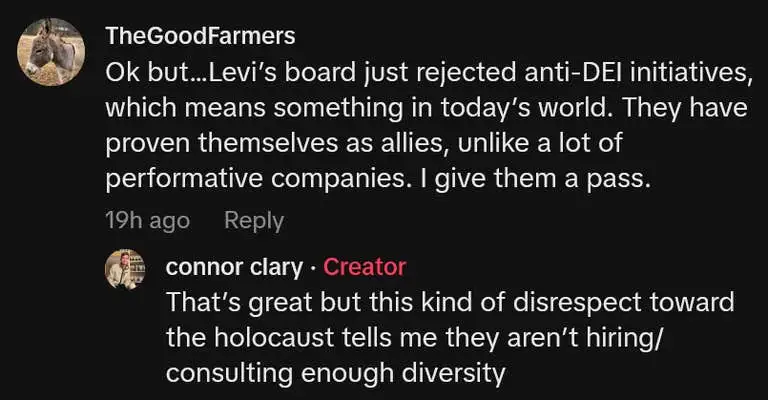 TheGoodFarmers
Ok but...Levi's board just rejected anti-DEI initiatives,
which means something in today's world. They have
proven themselves as allies, unlike a lot of
performative companies. I give them a pass.
19h ago Reply
connor clary · Creator
That's great but this kind of disrespect toward
the holocaust tells me they aren't hiring/
consulting enough diversity